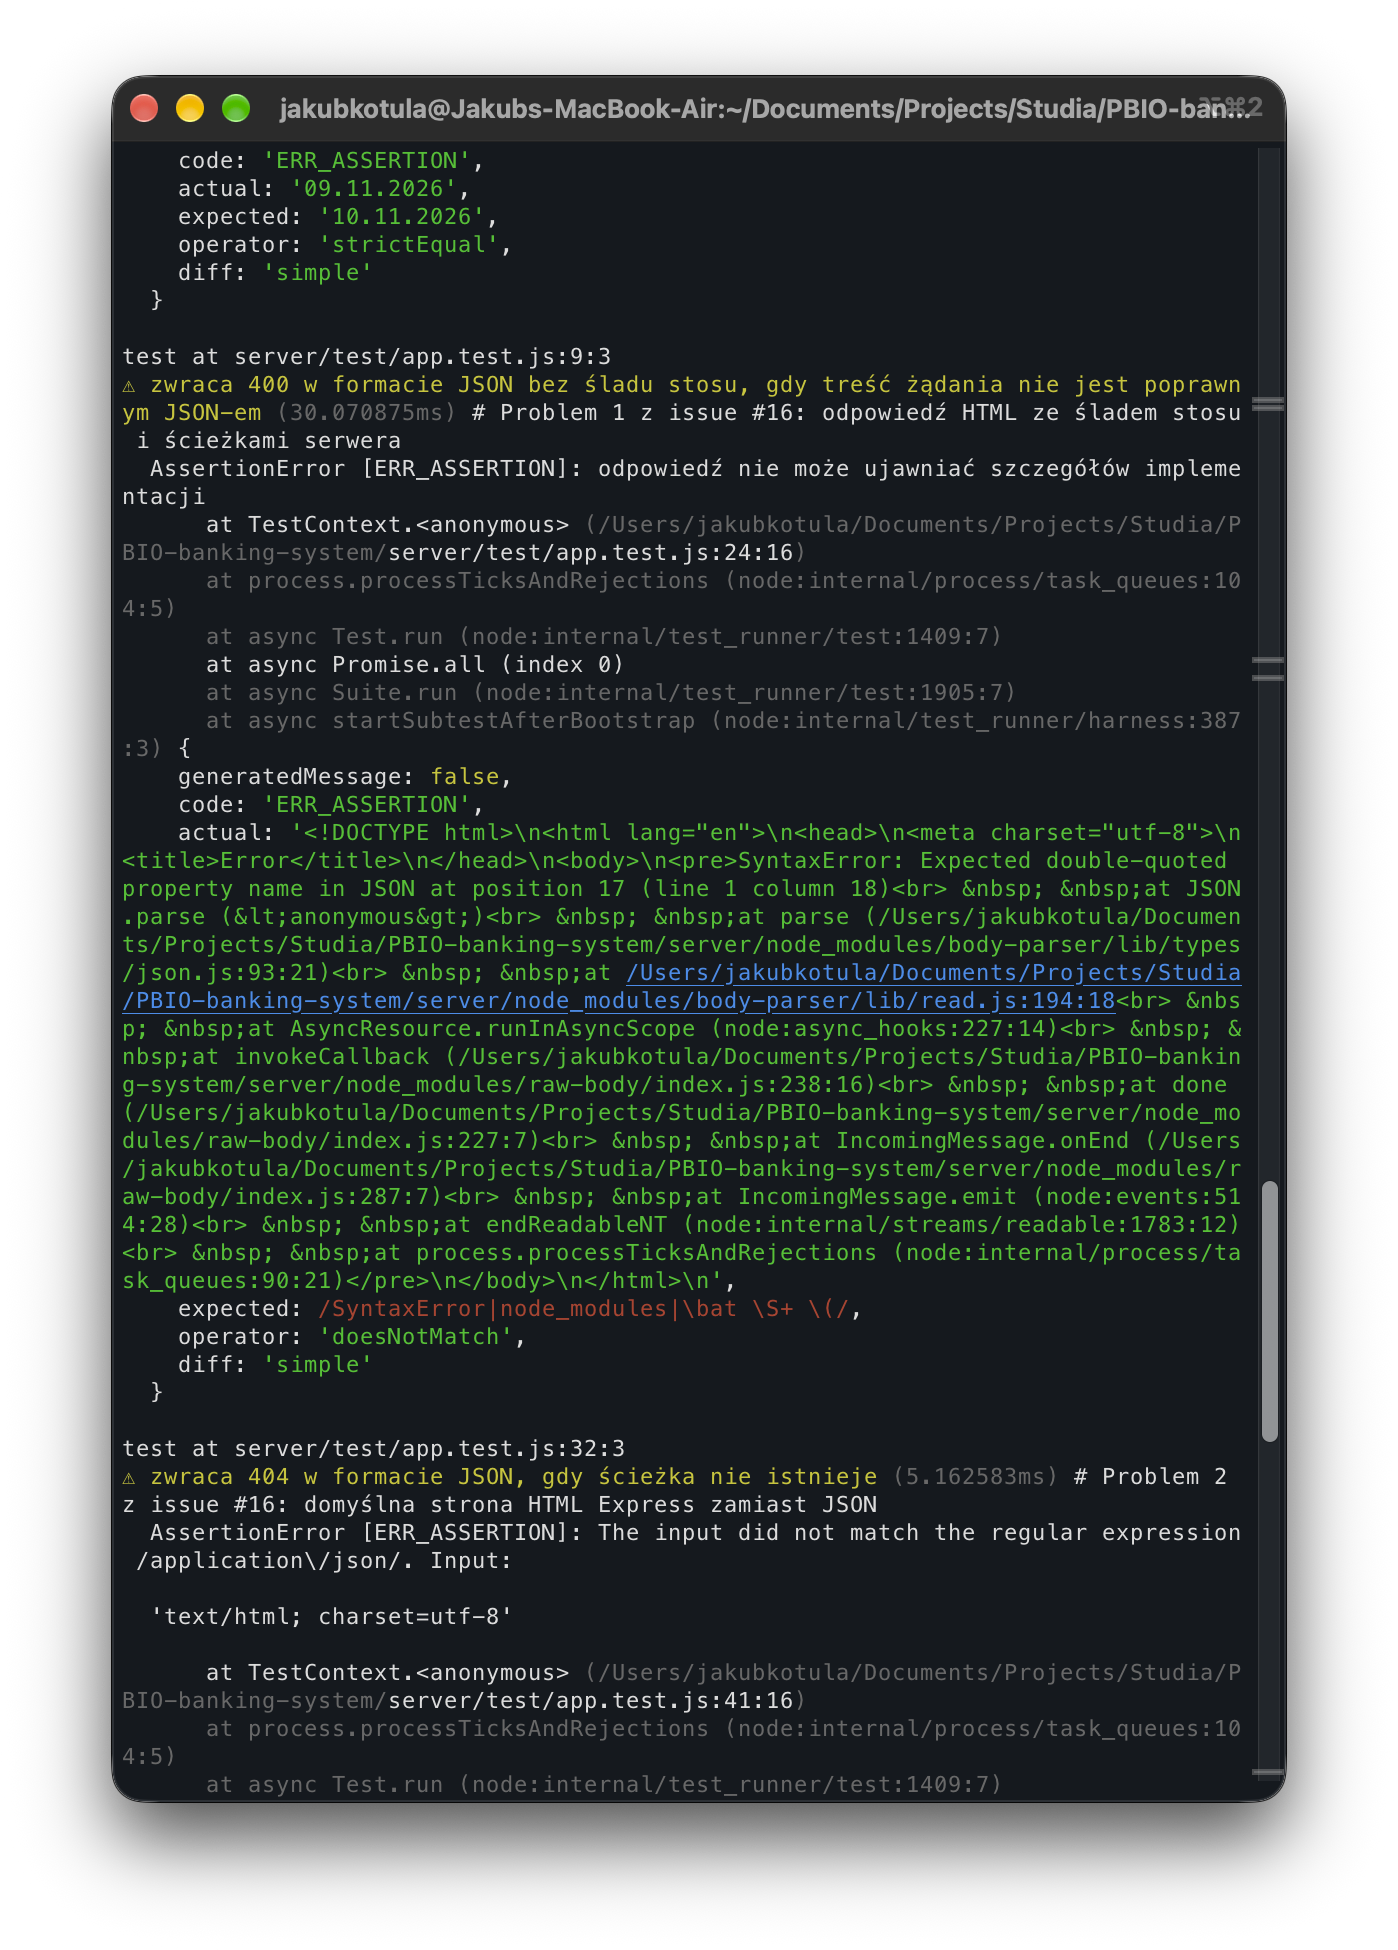 jakubkotula@Jakubs-MacBook-Air:~/Documents/Projects/Studia/PBIO-ban...⌥⌘2
code: 'ERR_ASSERTION',
actual: '09.11.2026',
expected: '10.11.2026',
operator: 'strictEqual',
diff: 'simple'
}
test at server/test/app.test.js:9:3
⚠ zwraca 400 w formacie JSON bez śladu stosu, gdy treść żądania nie jest poprawn
ym JSON-em (30.070875ms) # Problem 1 z issue #16: odpowiedź HTML ze śladem stosu
i ścieżkami serwera
AssertionError [ERR_ASSERTION]: odpowiedź nie może ujawniać szczegółów impleme
ntacji
at TestContext.<anonymous> (/Users/jakubkotula/Documents/Projects/Studia/P
BIO-banking-system/server/test/app.test.js:24:16)
at process.processTicksAndRejections (node:internal/process/task_queues:10
4:5)
at async Test.run (node:internal/test_runner/test:1409:7)
at async Promise.all (index 0)
at async Suite.run (node:internal/test_runner/test:1905:7)
at async startSubtestAfterBootstrap (node:internal/test_runner/harness:387
:3) {
generatedMessage: false,
code: 'ERR_ASSERTION',
actual: '<!DOCTYPE html>\n<html lang="en">\n<head>\n<meta charset="utf-8">\n
<title>Error</title>\n</head>\n<body>\n<pre>SyntaxError: Expected double-quoted
property name in JSON at position 17 (line 1 column 18)<br> &nbsp; &nbsp;at JSON
.parse (&lt;anonymous&gt;)<br> &nbsp; &nbsp;at parse (/Users/jakubkotula/Documen
ts/Projects/Studia/PBIO-banking-system/server/node_modules/body-parser/lib/types
/json.js:93:21)<br> &nbsp; &nbsp;at /Users/jakubkotula/Documents/Projects/Studia
/PBIO-banking-system/server/node_modules/body-parser/lib/read.js:194:18<br> &nbs
p; &nbsp;at AsyncResource.runInAsyncScope (node:async_hooks:227:14)<br> &nbsp; &
nbsp;at invokeCallback (/Users/jakubkotula/Documents/Projects/Studia/PBIO-bankin
g-system/server/node_modules/raw-body/index.js:238:16)<br> &nbsp; &nbsp;at done
(/Users/jakubkotula/Documents/Projects/Studia/PBIO-banking-system/server/node_mo
dules/raw-body/index.js:227:7)<br> &nbsp; &nbsp;at IncomingMessage.onEnd (/Users
/jakubkotula/Documents/Projects/Studia/PBIO-banking-system/server/node_modules/r
aw-body/index.js:287:7)<br> &nbsp; &nbsp;at IncomingMessage.emit (node:events:51
4:28)<br> &nbsp; &nbsp;at endReadableNT (node:internal/streams/readable:1783:12)
<br> &nbsp; &nbsp;at process.processTicksAndRejections (node:internal/process/ta
sk_queues:90:21)</pre>\n</body>\n</html>\n',
expected: /SyntaxError|node_modules|\bat \S+ \(/,
operator: 'doesNotMatch',
diff: 'simple'
}
test at server/test/app.test.js:32:3
⚠ zwraca 404 w formacie JSON, gdy ścieżka nie istnieje (5.162583ms) # Problem 2
z issue #16: domyślna strona HTML Express zamiast JSON
AssertionError [ERR_ASSERTION]: The input did not match the regular expression
/application\/json/. Input:
'text/html; charset=utf-8'
at TestContext.<anonymous> (/Users/jakubkotula/Documents/Projects/Studia/P
BIO-banking-system/server/test/app.test.js:41:16)
at process.processTicksAndRejections (node:internal/process/task_queues:10
4:5)
at async Test.run (node:internal/test_runner/test:1409:7)